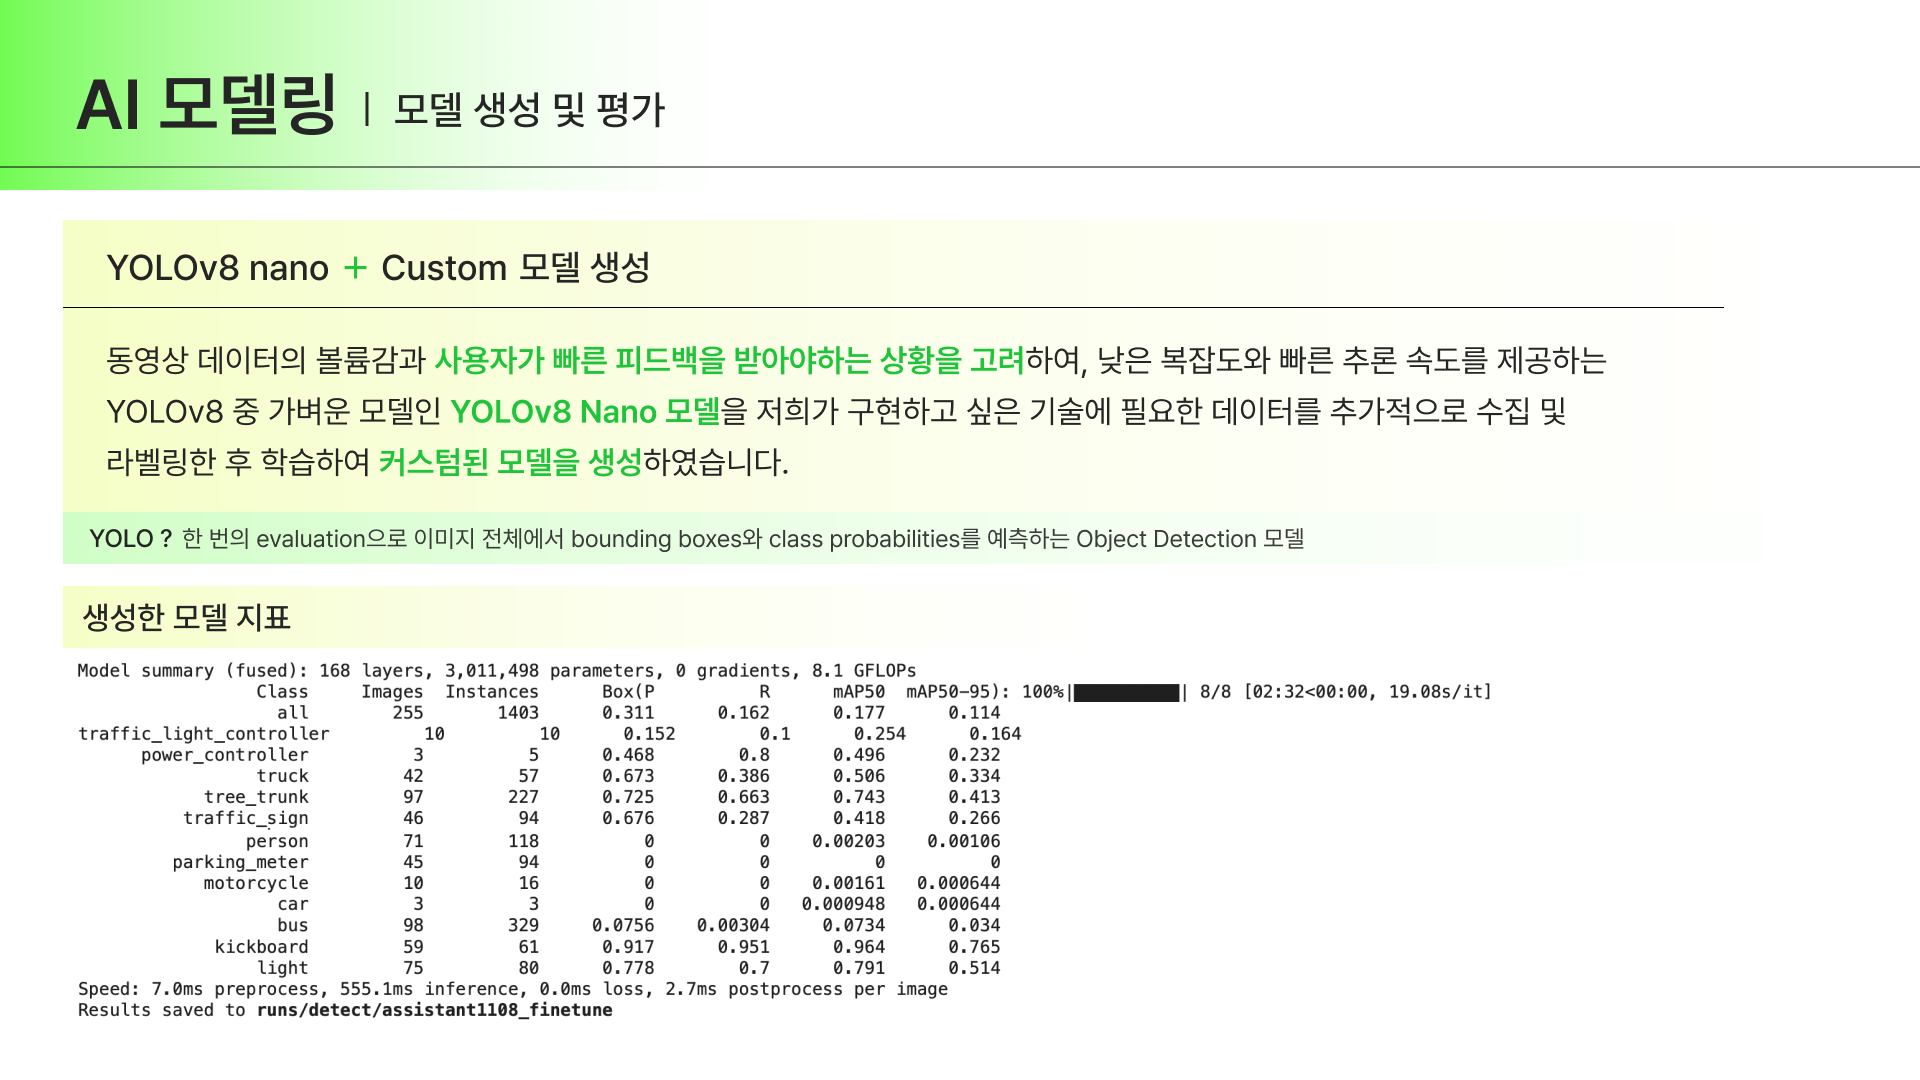 AI 모델링 | 모델 생성 및 평가
YOLOv8 nano + Custom 모델 생성
동영상 데이터의 볼륨감과 사용자가 빠른 피드백을 받아야하는 상황을 고려하여, 낮은 복잡도와 빠른 추론 속도를 제공하는
YOLOv8 중 가벼운 모델인 YOLOv8 Nano 모델을 저희가 구현하고 싶은 기술에 필요한 데이터를 추가적으로 수집 및
라벨링한 후 학습하여 커스텀된 모델을 생성하였습니다.
YOLO ? 한 번의 evaluation으로 이미지 전체에서 bounding boxes와 class probabilities를 예측하는 Object Detection 모델
생성한 모델 지표
Model summary (fused): 168 layers, 3,011,498 parameters, 0 gradients, 8.1 GFLOPs
Class Images Instances Box(P R mAP50 mAP50-95): 100%|██████████| 8/8 [02:32<00:00, 19.08s/it]
all 255 1403 0.311 0.162 0.177 0.114
traffic_light_controller 10 10 0.152 0.1 0.254 0.164
power_controller 3 5 0.468 0.8 0.496 0.232
truck 42 57 0.673 0.386 0.506 0.334
tree_trunk 97 227 0.725 0.663 0.743 0.413
traffic_sign 46 94 0.676 0.287 0.418 0.266
person 71 118 0 0 0.00203 0.00106
parking_meter 45 94 0 0 0 0
motorcycle 10 16 0 0 0.00161 0.000644
car 3 3 0 0 0.000948 0.000644
bus 98 329 0.0756 0.00304 0.0734 0.034
kickboard 59 61 0.917 0.951 0.964 0.765
light 75 80 0.778 0.7 0.791 0.514
Speed: 7.0ms preprocess, 555.1ms inference, 0.0ms loss, 2.7ms postprocess per image
Results saved to runs/detect/assistant1108_finetune